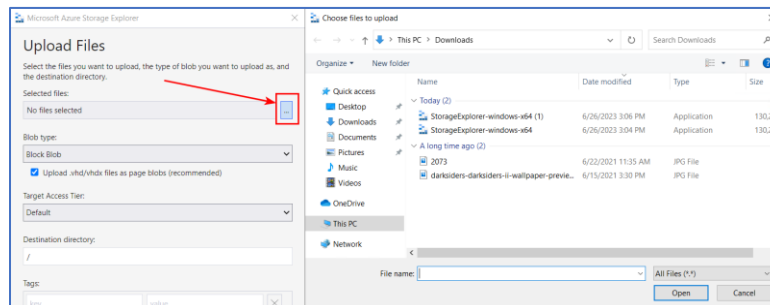 Microsoft Azure Storage Explorer
Upload Files
Select the files you want to upload, the type of blob you want to upload as, and
the destination directory.
Selected files:
No files selected
...
Blob type:
Block Blob
Upload .vhd/vhdx files as page blobs (recommended)
Target Access Tier:
Default
Destination directory:
/
Tags:
key value
Choose files to upload
This PC > Downloads
Search Downloads
Organize New folder
Name Date modified Type Size
Quick access
Desktop
Downloads
Documents
Pictures
Music
Videos
OneDrive
This PC
Network
Today (2)
StorageExplorer-windows-x64 (1) 6/26/2023 3:06 PM Application 130,2
StorageExplorer-windows-x64 6/26/2023 3:04 PM Application 130,2
A long time ago (2)
2073 6/22/2021 11:35 AM JPG File
darksiders-darksiders-ii-wallpaper-previe... 6/15/2021 3:30 PM JPG File
File name:
All Files (*.*)
Open Cancel